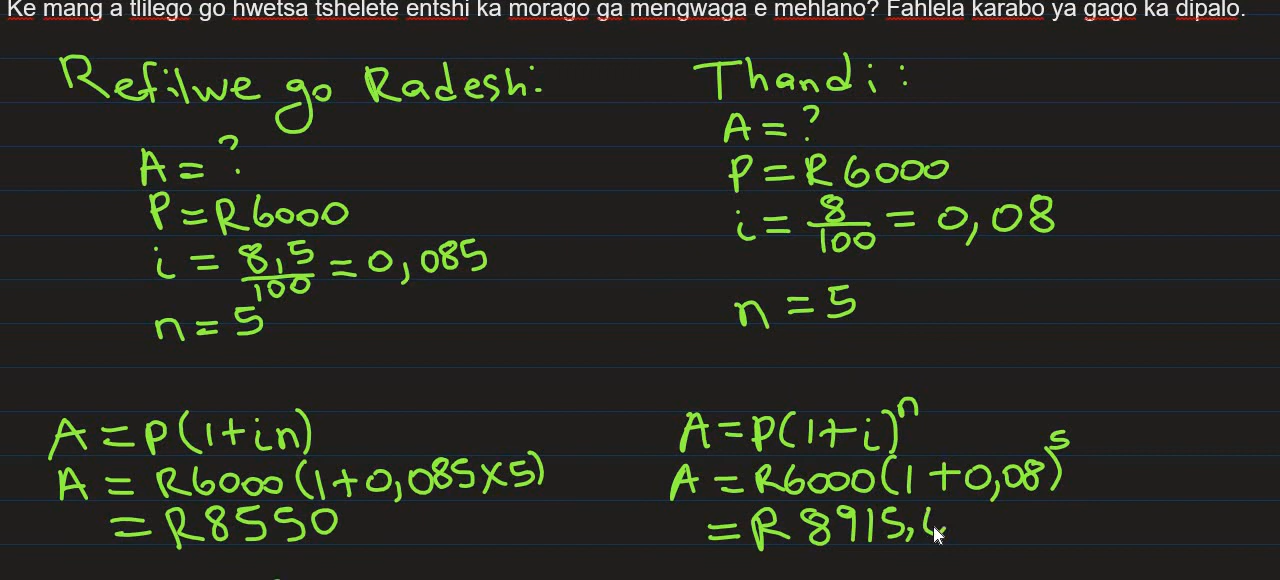 Ke mang a tlilego go hwetsa tshelete entshi ka morago ga mengwaga e mehlano? Fahlela karabo ya gago ka dipalo.
Refilwe go Radesh:
A = ?
P = R6000
i = 8,5/100 = 0,085
n = 5
A = P(1+in)
A = R6000(1+0,085×5)
= R8550
Thandi:
A = ?
P = R6000
i = 8/100 = 0,08
n = 5
A = P(1+i)^n
A = R6000(1+0,08)^5
= R8915,